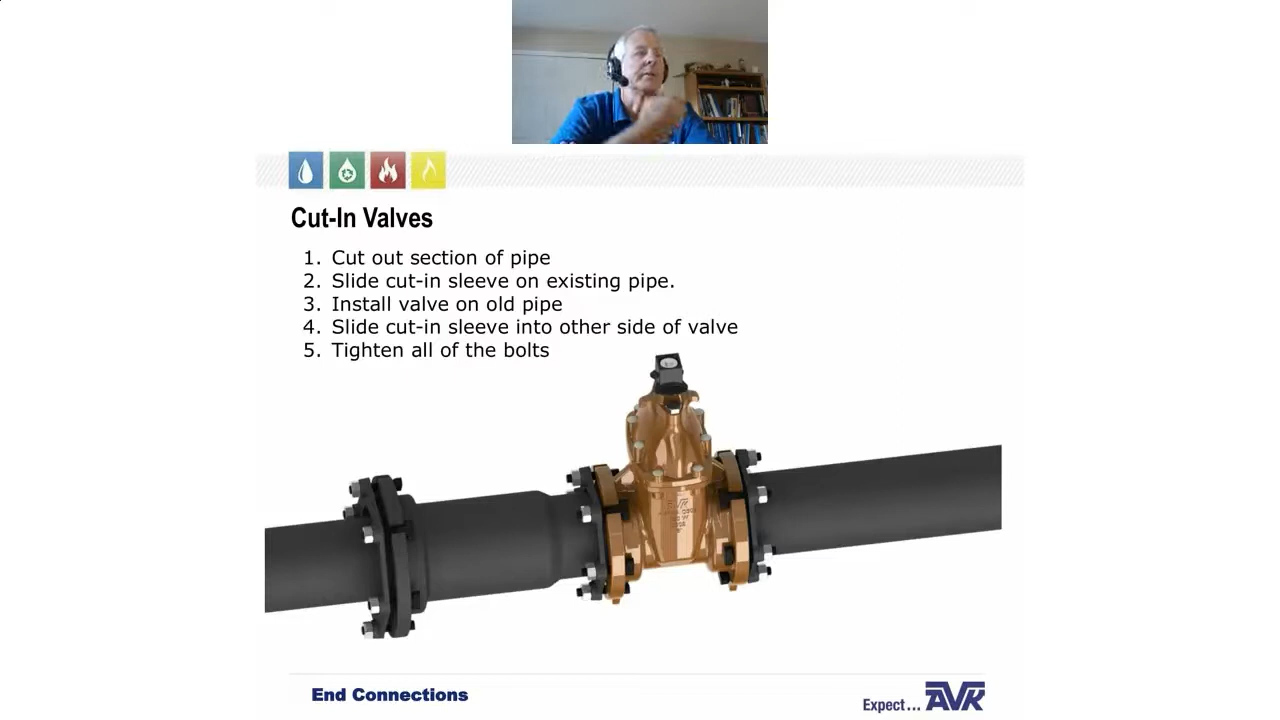 Cut-In Valves
1. Cut out section of pipe
2. Slide cut-in sleeve on existing pipe.
3. Install valve on old pipe
4. Slide cut-in sleeve into other side of valve
5. Tighten all of the bolts
End Connections
Expect... AVK